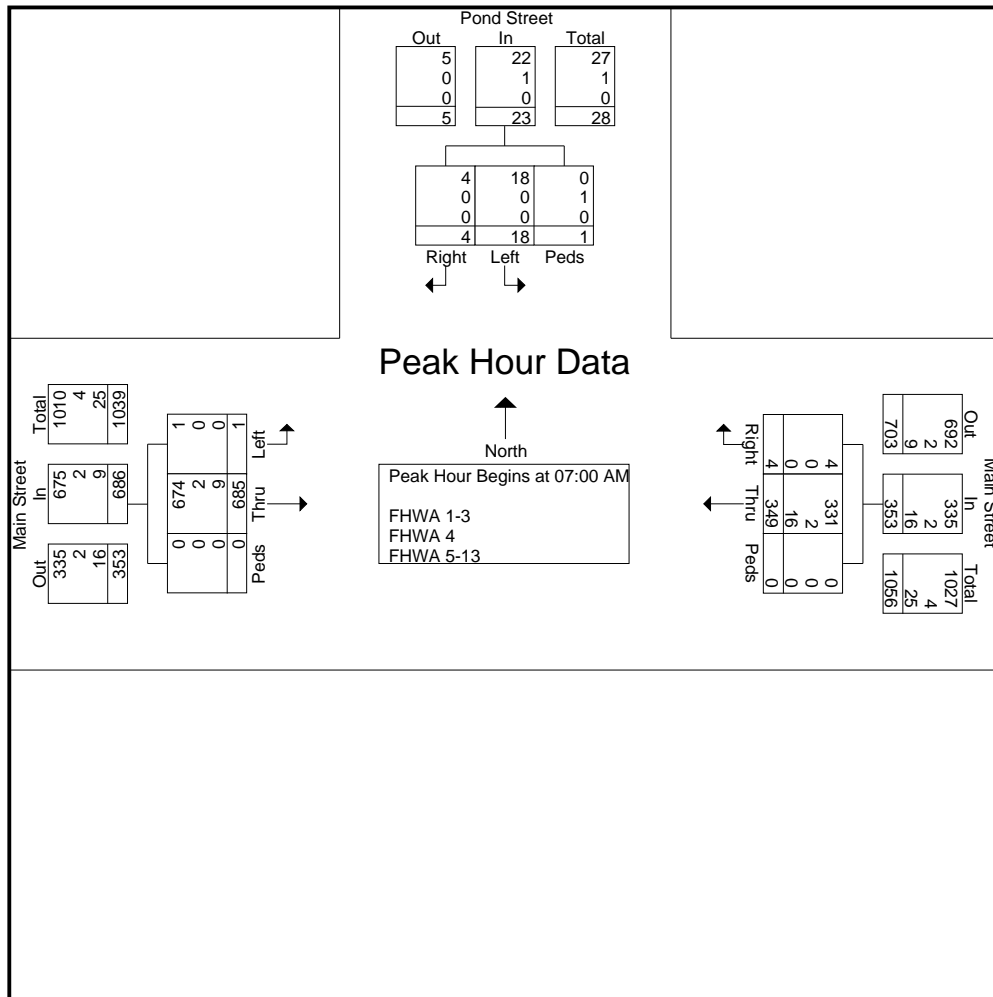 Pond Street
Out In Total
5 22 27
0 1 1
0 0 0
5 23 28
4 18 0
0 0 1
0 0 0
4 18 1
Right Left Peds
Peak Hour Data
North
Peak Hour Begins at 07:00 AM
FHWA 1-3
FHWA 4
FHWA 5-13
Main Street
Out In Total
335 675 1010
2 2 4
16 9 25
353 686 1039
Left Thru Peds
1 674 0
0 2 0
0 9 0
1 685 0
Main Street
Out In Total
692 335 1027
2 2 4
9 16 25
703 353 1056
4 331 0
0 2 0
0 16 0
4 349 0
Right Thru Peds